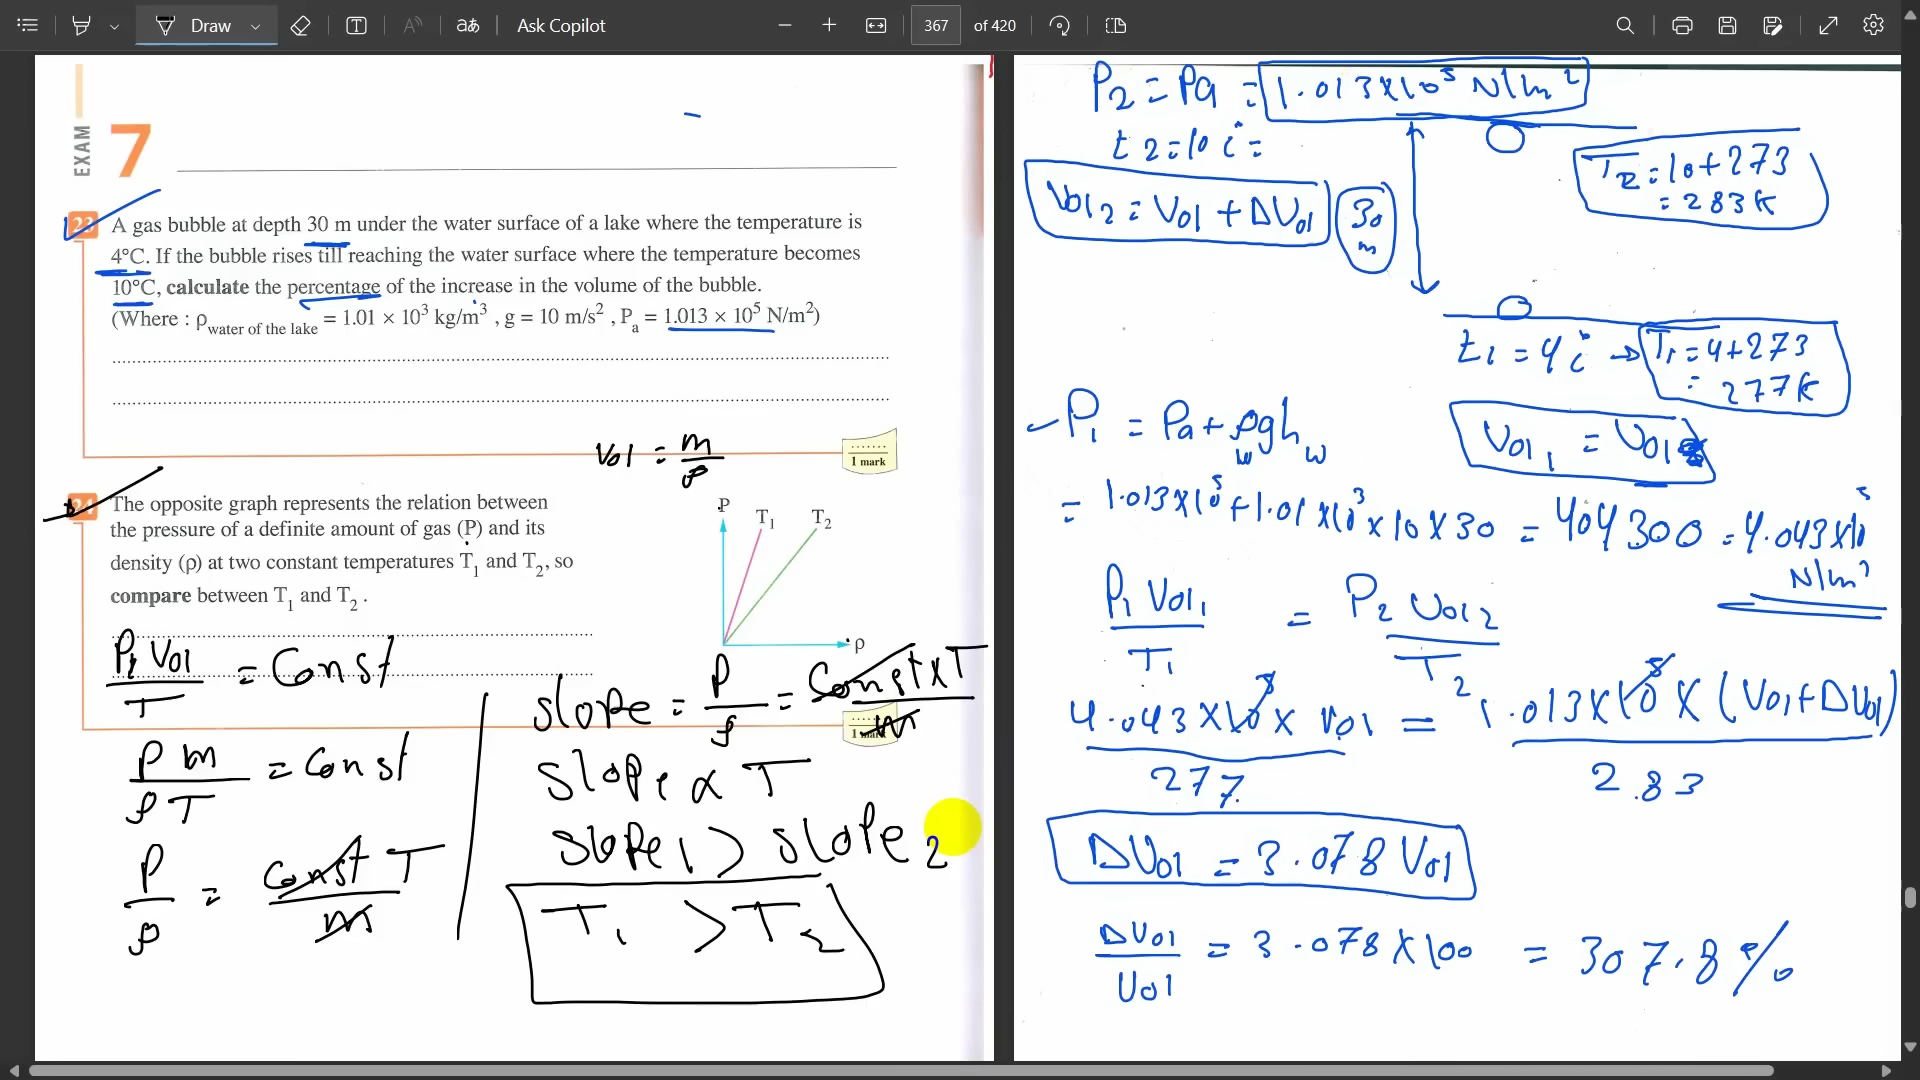 Draw
Ask Copilot
367 of 420
EXAM 7
23 A gas bubble at depth 30 m under the water surface of a lake where the temperature is
4°C. If the bubble rises till reaching the water surface where the temperature becomes
10°C, calculate the percentage of the increase in the volume of the bubble.
(Where : ρ water of the lake = 1.01 × 10³ kg/m³ , g = 10 m/s² , Pₐ = 1.013 × 10⁵ N/m²)
Vol = m/ρ
1 mark
24 The opposite graph represents the relation between
the pressure of a definite amount of gas (P) and its
density (ρ) at two constant temperatures T₁ and T₂, so
compare between T₁ and T₂ .
P
T₁
T₂
ρ
P₁ Vol / T = Const
P m / ρ T = Const
P/ρ = Const T / m
Slope = P/ρ = Const x T / m
1 mark
Slope ∝ T
Slope 1 > Slope 2
T₁ > T₂
P₂ = Pa = 1.013×10⁵ N/m²
t 2 = 10 c° =
T₂ = 10 + 273
= 283 K
Vol₂ = Vol + ΔVol
30 m
t₁ = 4 c° → T₁ = 4 + 273
= 277 K
P₁ = Pa + ρw g hw
Vol₁ = Vol
= 1.013×10⁵ + 1.01×10³ × 10 × 30 = 404300 = 4.043×10⁵
N/m²
P₁ Vol₁ / T₁ = P₂ Vol₂ / T₂
4.043×10⁵ × Vol / 277 = 1.013×10⁵ × (Vol + ΔVol) / 283
ΔVol = 3.078 Vol
ΔVol / Vol = 3.078 × 100 = 307.8 %